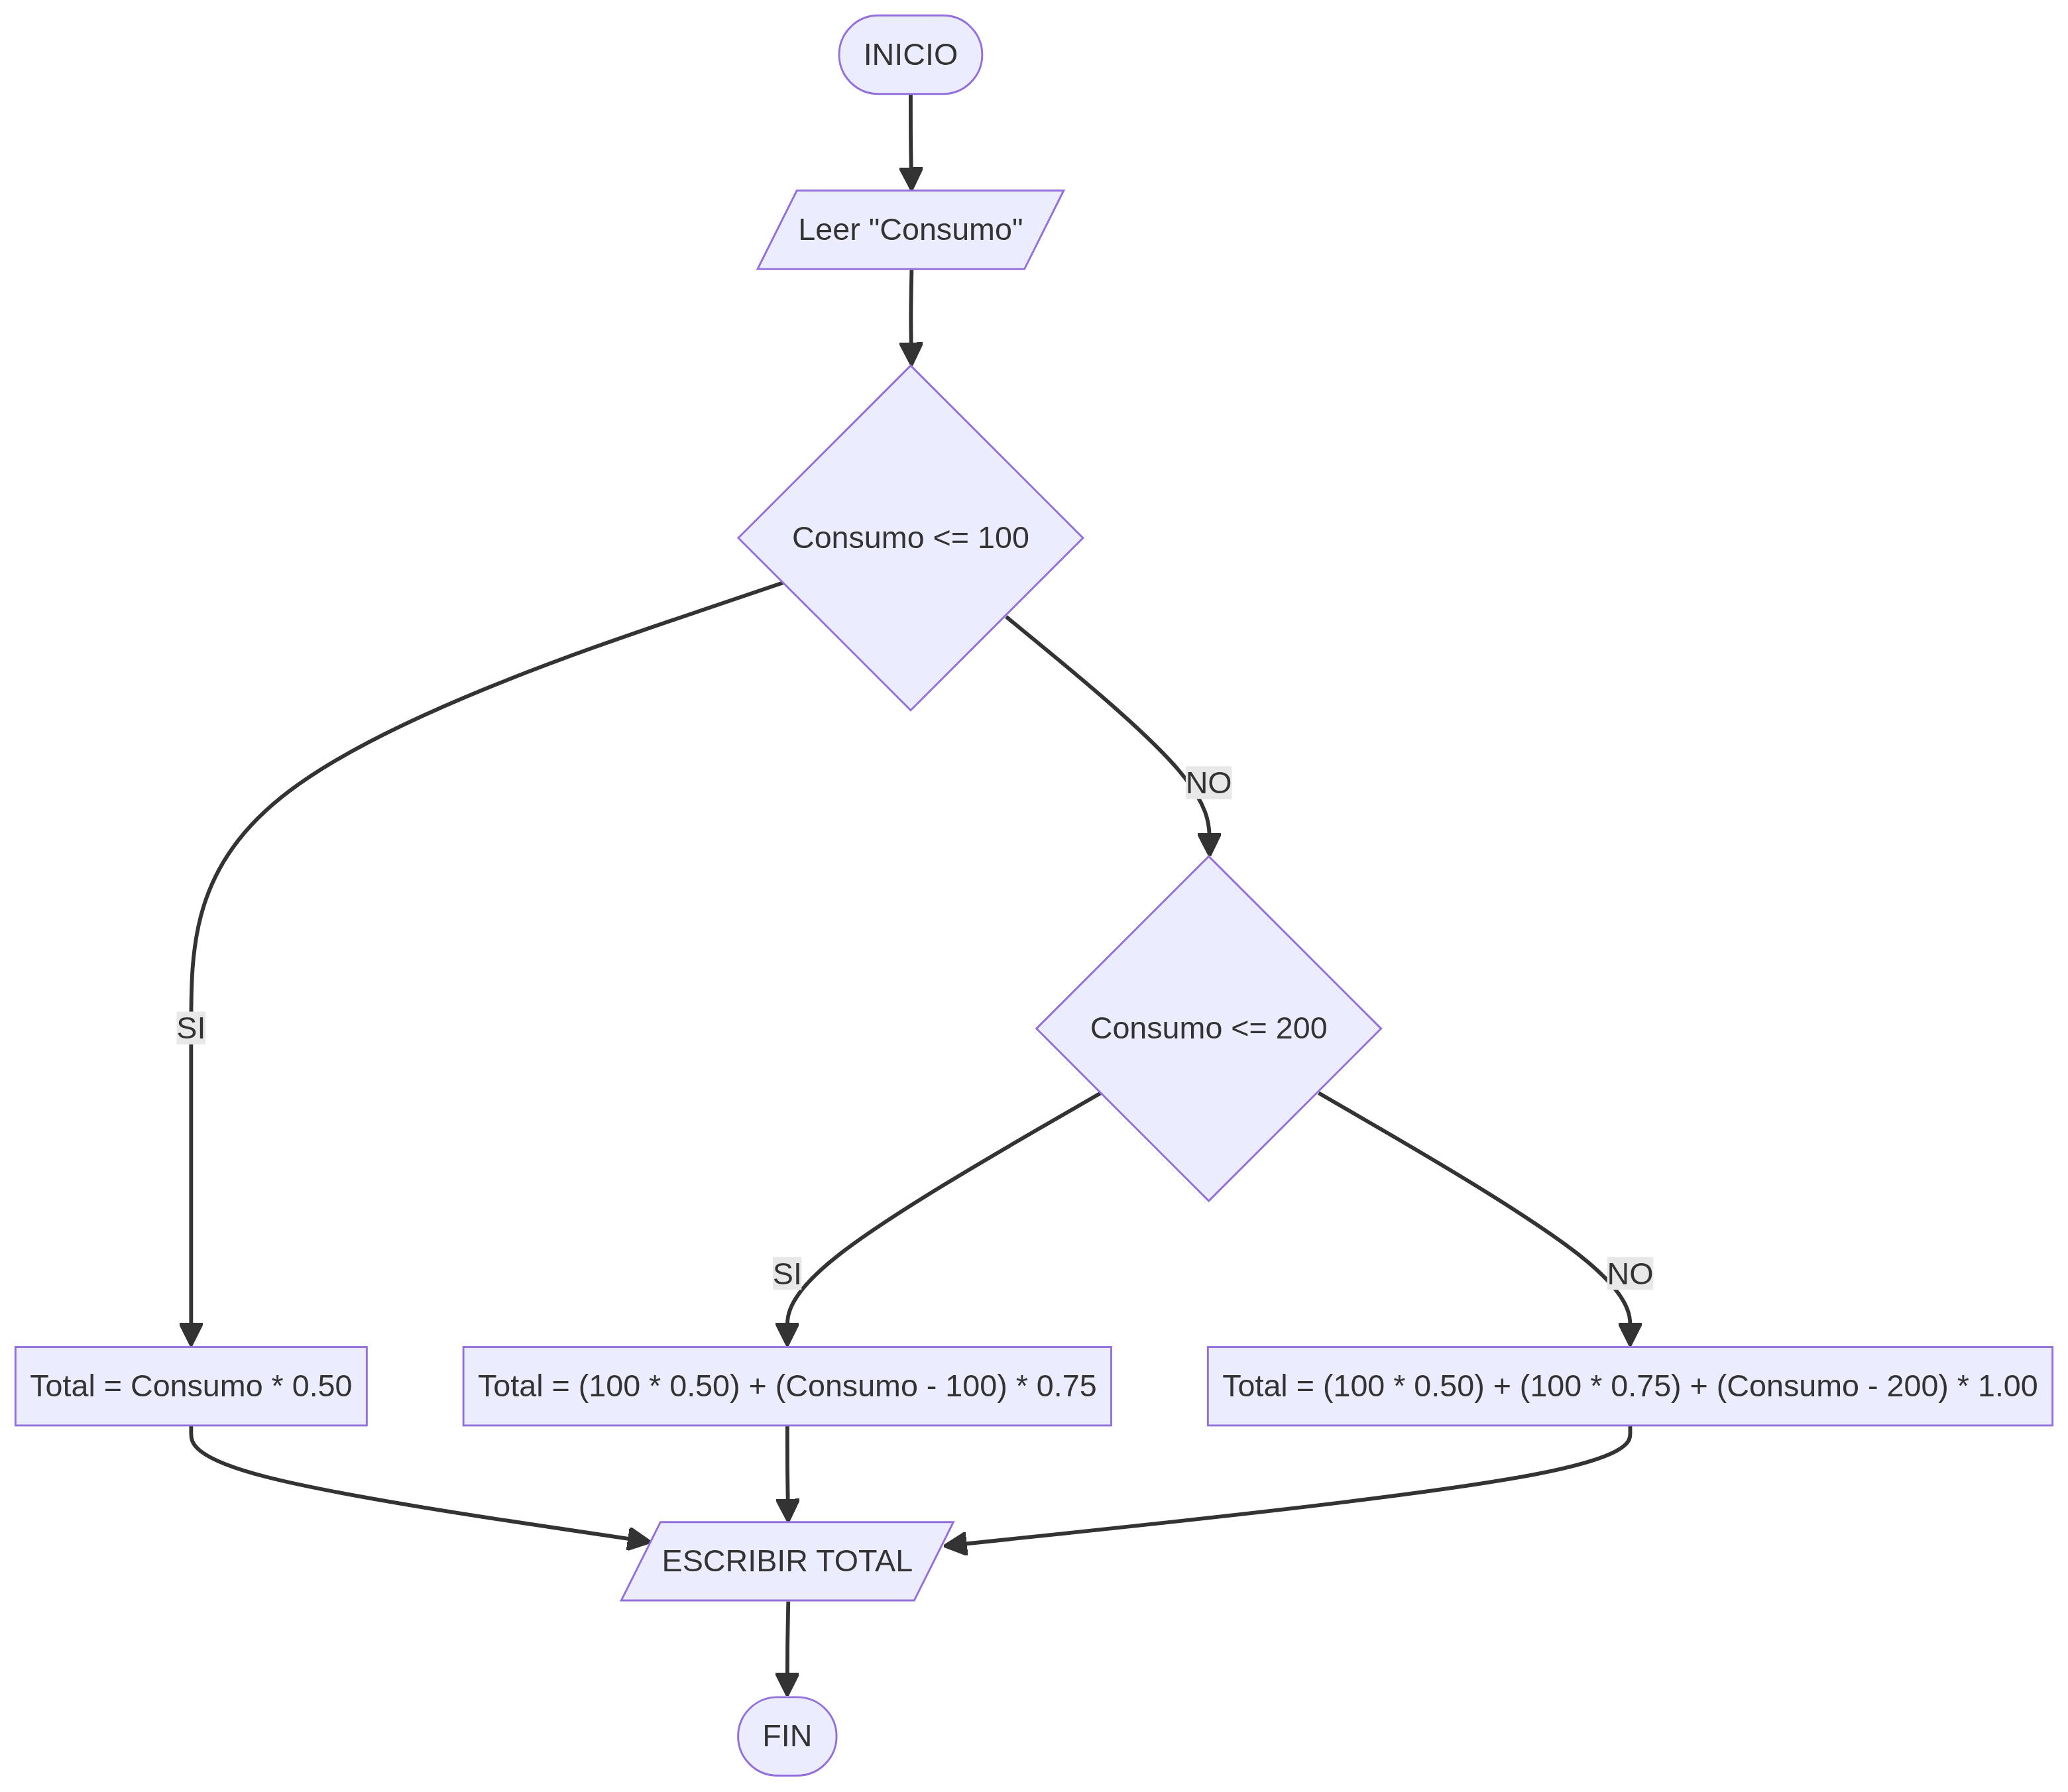 INICIO
Leer "Consumo"
Consumo <= 100
NO
SI
Consumo <= 200
SI
NO
Total = Consumo * 0.50
Total = (100 * 0.50) + (Consumo - 100) * 0.75
Total = (100 * 0.50) + (100 * 0.75) + (Consumo - 200) * 1.00
ESCRIBIR TOTAL
FIN